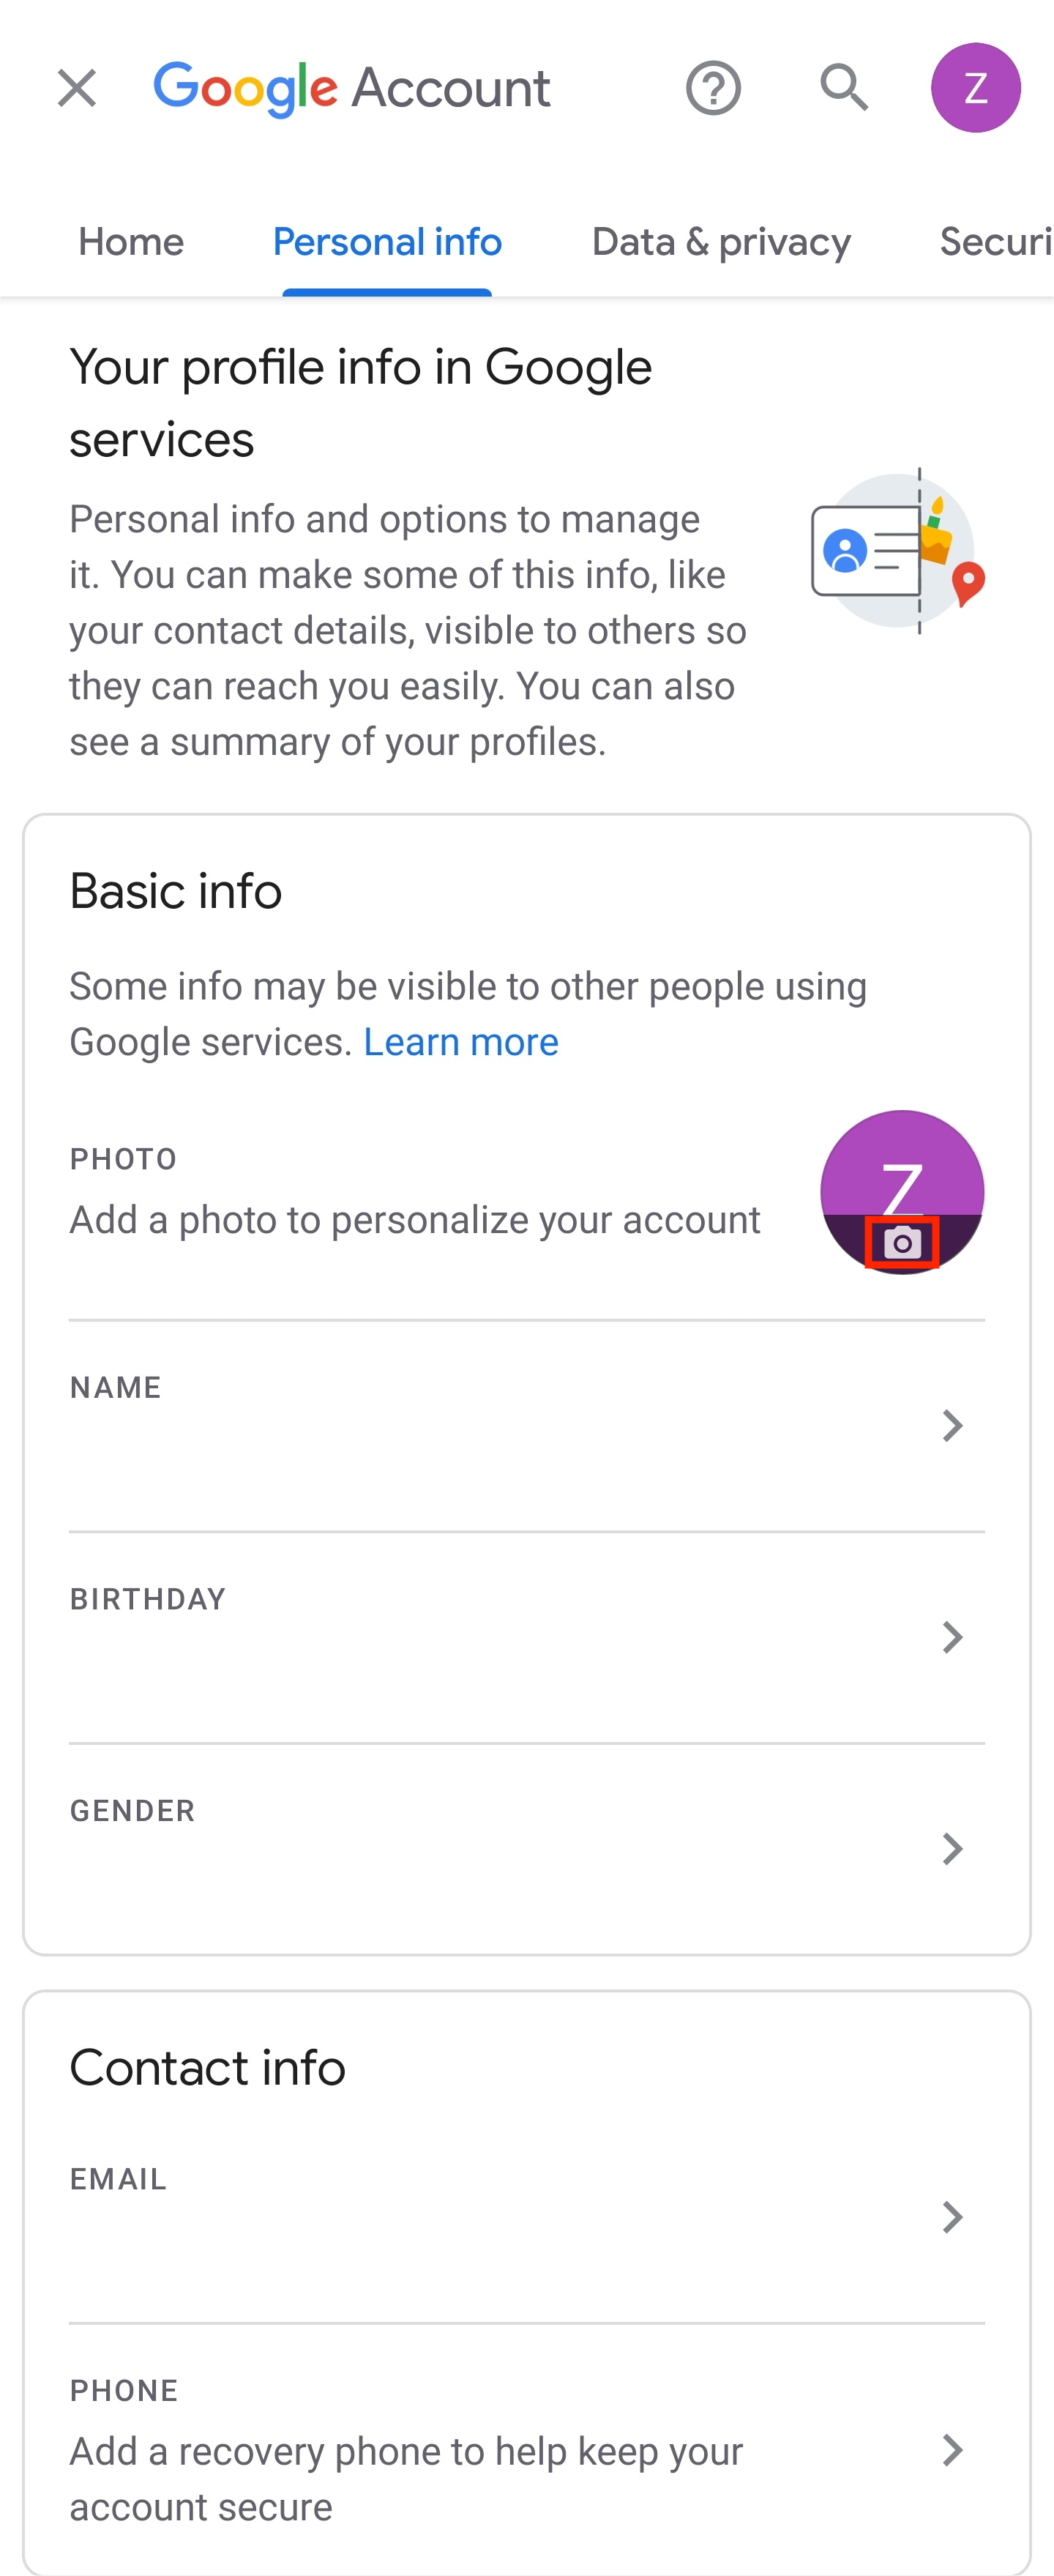 Google Account
Z
Home
Personal info
Data & privacy
Securi
Your profile info in Google
services
Personal info and options to manage
it. You can make some of this info, like
your contact details, visible to others so
they can reach you easily. You can also
see a summary of your profiles.
Basic info
Some info may be visible to other people using
Google services. Learn more
PHOTO
Add a photo to personalize your account
Z
NAME
BIRTHDAY
GENDER
Contact info
EMAIL
PHONE
Add a recovery phone to help keep your
account secure